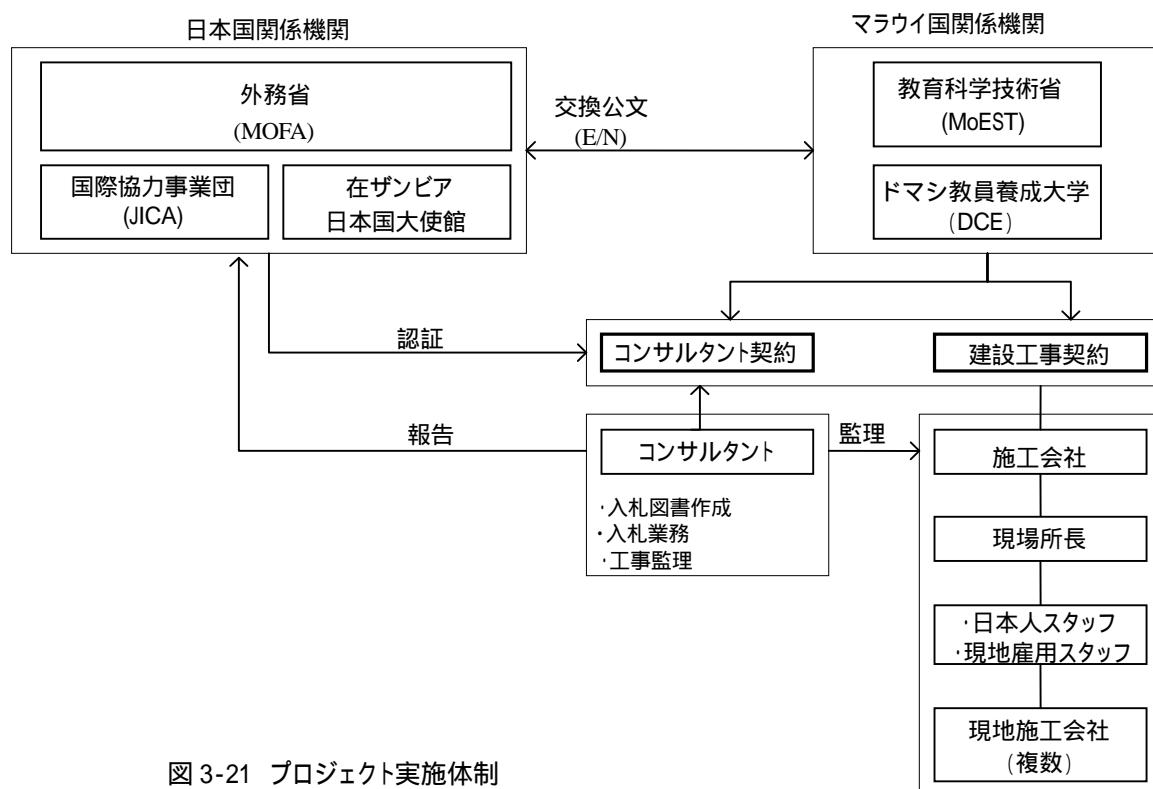 日本国関係機関
マラウイ国関係機関
外務省
(MOFA)
国際協力事業団
(JICA)
在ザンビア
日本国大使館
交換公文
(E/N)
教育科学技術省
(MoEST)
ドマシ教員養成大学
(DCE)
認証
コンサルタント契約
建設工事契約
報告
コンサルタント
・入札図書作成
・入札業務
・工事監理
監理
施工会社
現場所長
・日本人スタッフ
・現地雇用スタッフ
現地施工会社
(複数)
図 3-21 プロジェクト実施体制